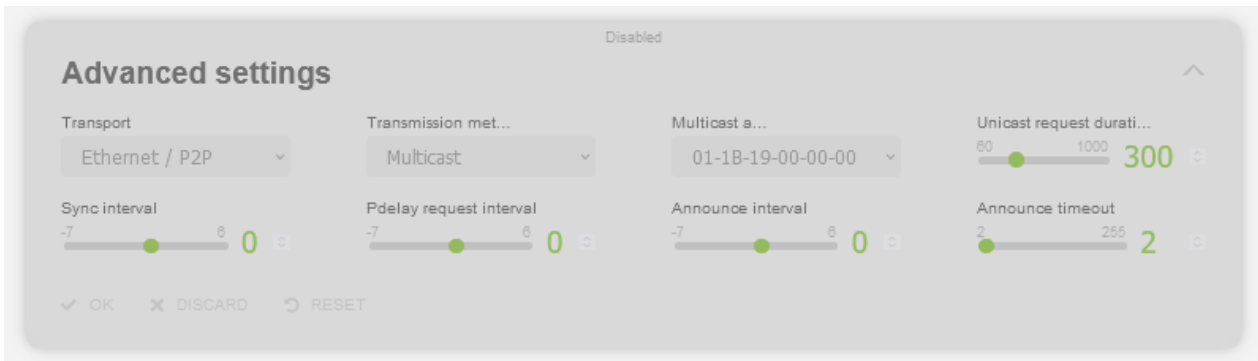 Disabled
Advanced settings
Transport Transmission met... Multicast a... Unicast request durati...
Ethernet / P2P Multicast 01-1B-19-00-00-00 60 1000 300
Sync interval Pdelay request interval Announce interval Announce timeout
-7 6 0 -7 6 0 -7 6 0 2 255 2
OK DISCARD RESET